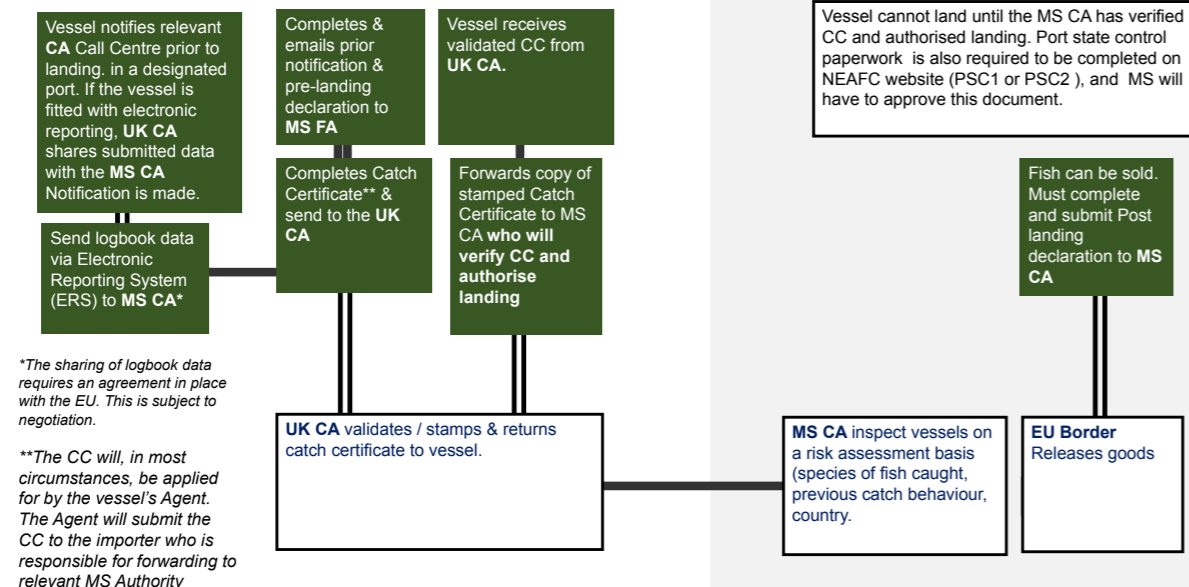 Vessel notifies relevant
CA Call Centre prior to
landing. in a designated
port. If the vessel is
fitted with electronic
reporting, UK CA
shares submitted data
with the MS CA
Notification is made.
Send logbook data
via Electronic
Reporting System
(ERS) to MS CA*
*The sharing of logbook data
requires an agreement in place
with the EU. This is subject to
negotiation.
**The CC will, in most
circumstances, be applied
for by the vessel's Agent.
The Agent will submit the
CC to the importer who is
responsible for forwarding to
relevant MS Authority
Completes &
emails prior
notification &
pre-landing
declaration to
MS FA
Completes Catch
Certificate** &
send to the UK
CA
Vessel receives
validated CC from
UK CA.
Forwards copy of
stamped Catch
Certificate to MS
CA who will
verify CC and
authorise
landing
UK CA validates / stamps & returns
catch certificate to vessel.
Vessel cannot land until the MS CA has verified
CC and authorised landing. Port state control
paperwork  is also required to be completed on
NEAFC website (PSC1 or PSC2 ), and  MS will
have to approve this document.
Fish can be sold.
Must complete
and submit Post
landing
declaration to MS
CA
MS CA inspect vessels on
a risk assessment basis
(species of fish caught,
previous catch behaviour,
country.
EU Border
Releases goods